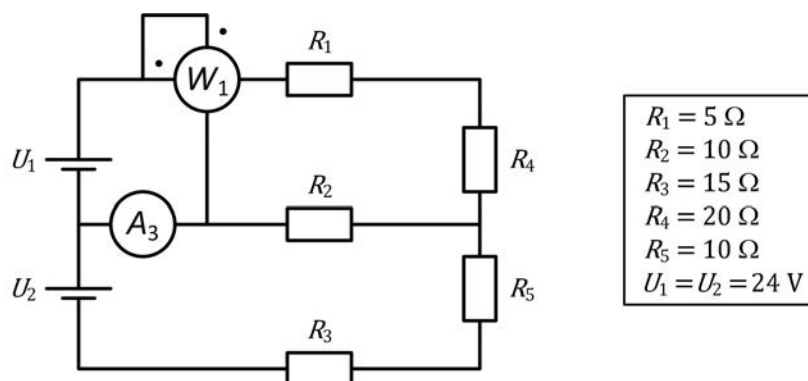 R₁
W₁
U₁
R₄
A₃
R₂
U₂
R₅
R₃
R₁ = 5 Ω
R₂ = 10 Ω
R₃ = 15 Ω
R₄ = 20 Ω
R₅ = 10 Ω
U₁ = U₂ = 24 V